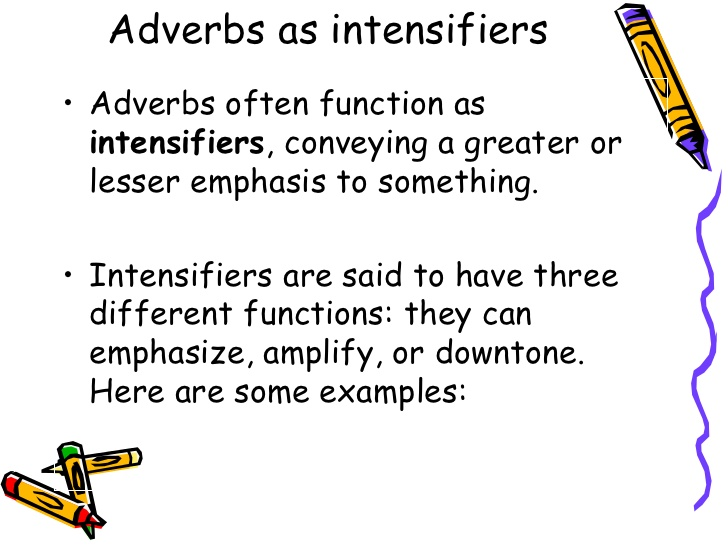 Adverbs as intensifiers
• Adverbs often function as
intensifiers, conveying a greater or
lesser emphasis to something.
• Intensifiers are said to have three
different functions: they can
emphasize, amplify, or downtone.
Here are some examples: